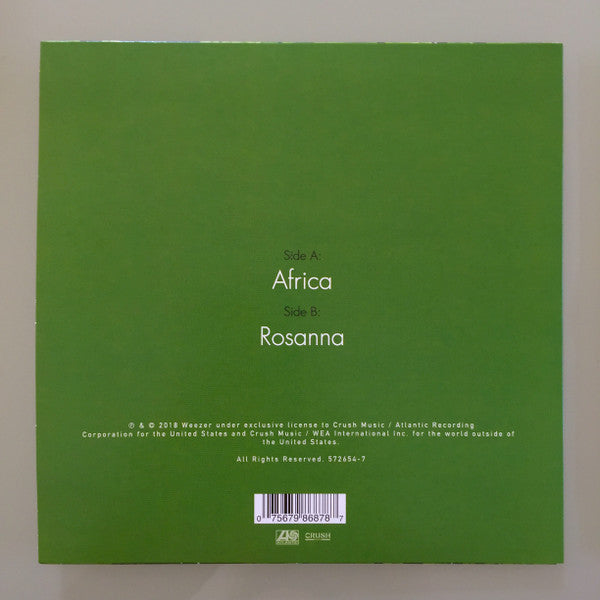 Side A:
Africa
Side B:
Rosanna
℗ & © 2018 Weezer under exclusive license to Crush Music / Atlantic Recording
Corporation for the United States and Crush Music / WEA International Inc. for the world outside of
the United States.
All Rights Reserved. 572654-7
0 75679 86878 7
CRUSH